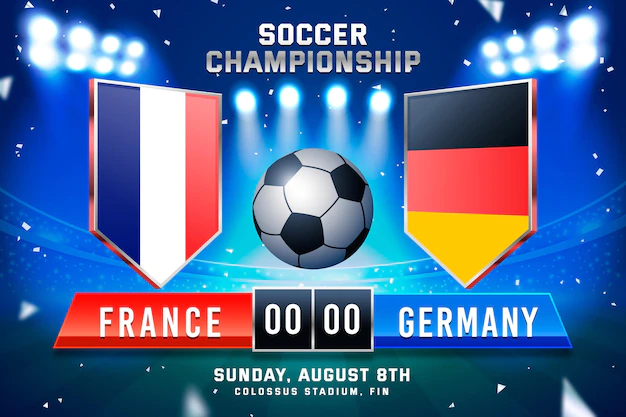 SOCCER
CHAMPIONSHIP
FRANCE 00 00 GERMANY
SUNDAY, AUGUST 8TH
COLOSSUS STADIUM, FIN